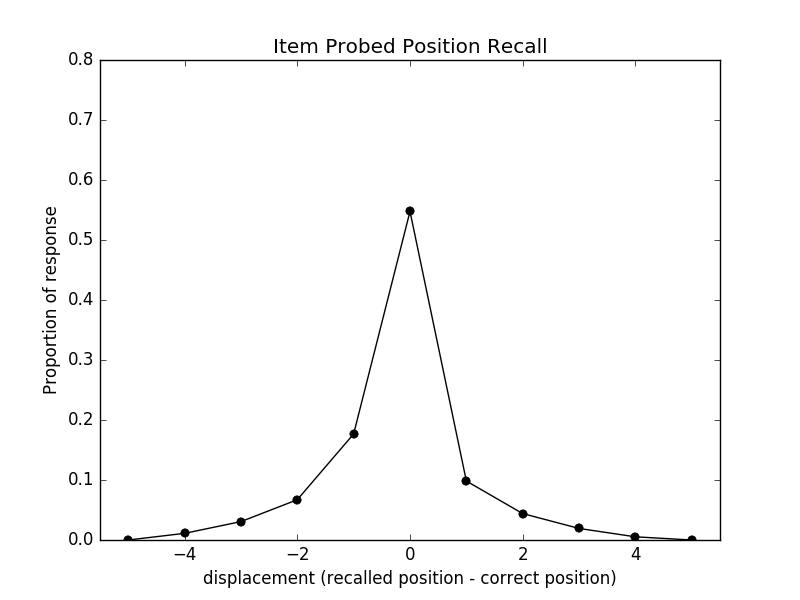 Item Probed Position Recall
0.8
0.7
0.6
0.5
0.4
0.3
0.2
0.1
0.0
Proportion of response
−4 −2 0 2 4
displacement (recalled position - correct position)